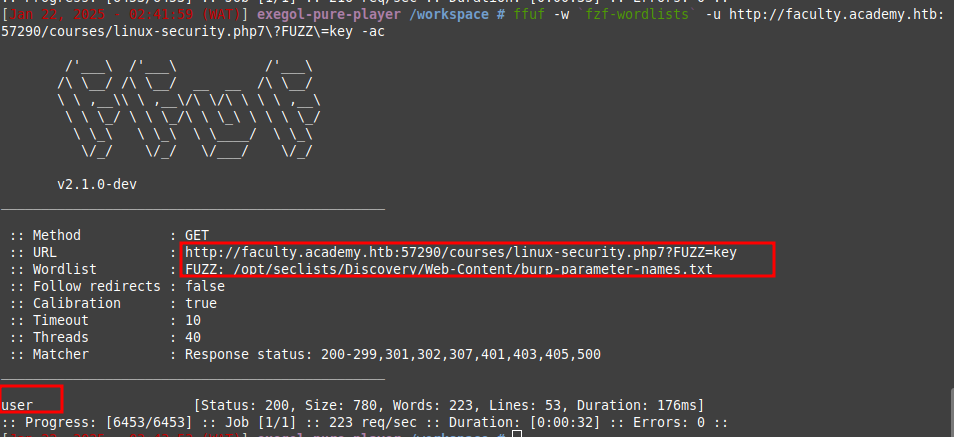 :: Progress: [6453/6453] :: Job [1/1] :: 218 req/sec :: Duration: [0:00:33] :: Errors: 0 ::
[Jan 22, 2025 - 02:41:59 (WAT)] exegol-pure-player /workspace # ffuf -w `fzf-wordlists` -u http://faculty.academy.htb:
57290/courses/linux-security.php7\?FUZZ\=key -ac
v2.1.0-dev
:: Method : GET
:: URL : http://faculty.academy.htb:57290/courses/linux-security.php7?FUZZ=key
:: Wordlist : FUZZ: /opt/seclists/Discovery/Web-Content/burp-parameter-names.txt
:: Follow redirects : false
:: Calibration : true
:: Timeout : 10
:: Threads : 40
:: Matcher : Response status: 200-299,301,302,307,401,403,405,500
user [Status: 200, Size: 780, Words: 223, Lines: 53, Duration: 176ms]
:: Progress: [6453/6453] :: Job [1/1] :: 223 req/sec :: Duration: [0:00:32] :: Errors: 0 ::
exegol-pure-player /workspace #